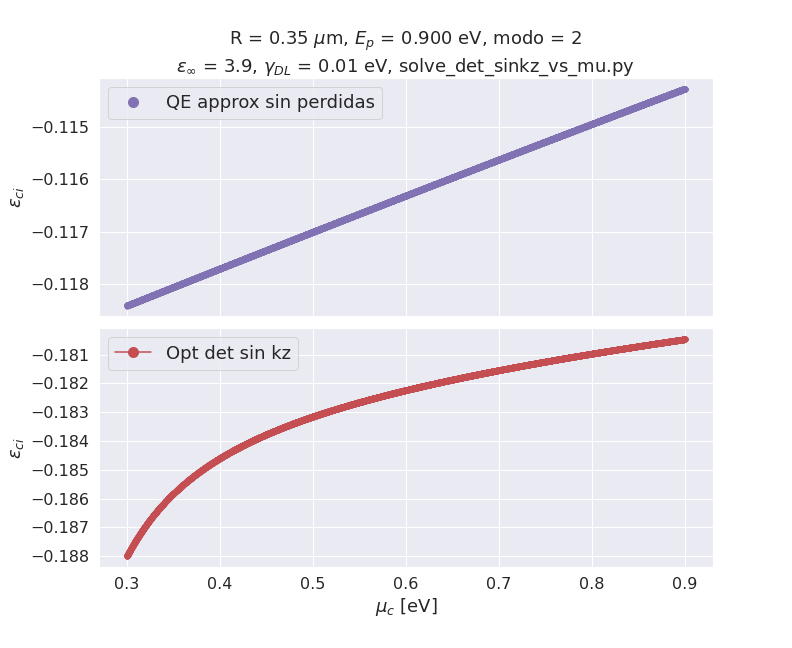 R = 0.35 μm, E_p = 0.900 eV, modo = 2
ε_∞ = 3.9, γ_DL = 0.01 eV, solve_det_sinkz_vs_mu.py
QE approx sin perdidas
−0.115
−0.116
−0.117
−0.118
ε_ci
Opt det sin kz
−0.181
−0.182
−0.183
−0.184
−0.185
−0.186
−0.187
−0.188
ε_ci
0.3 0.4 0.5 0.6 0.7 0.8 0.9
μ_c [eV]